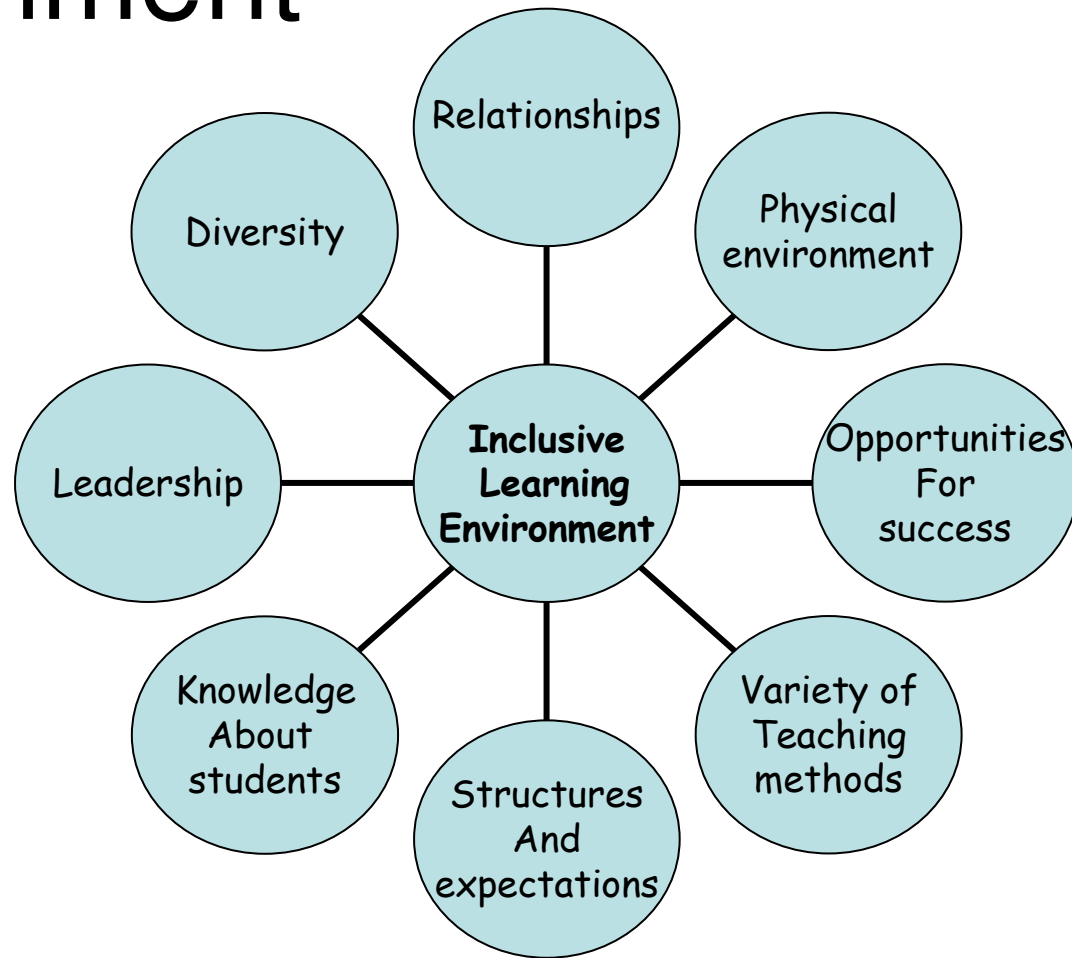 Relationships
Diversity
Physical
environment
Leadership
Inclusive
Learning
Environment
Opportunities
For
success
Knowledge
About
students
Variety of
Teaching
methods
Structures
And
expectations